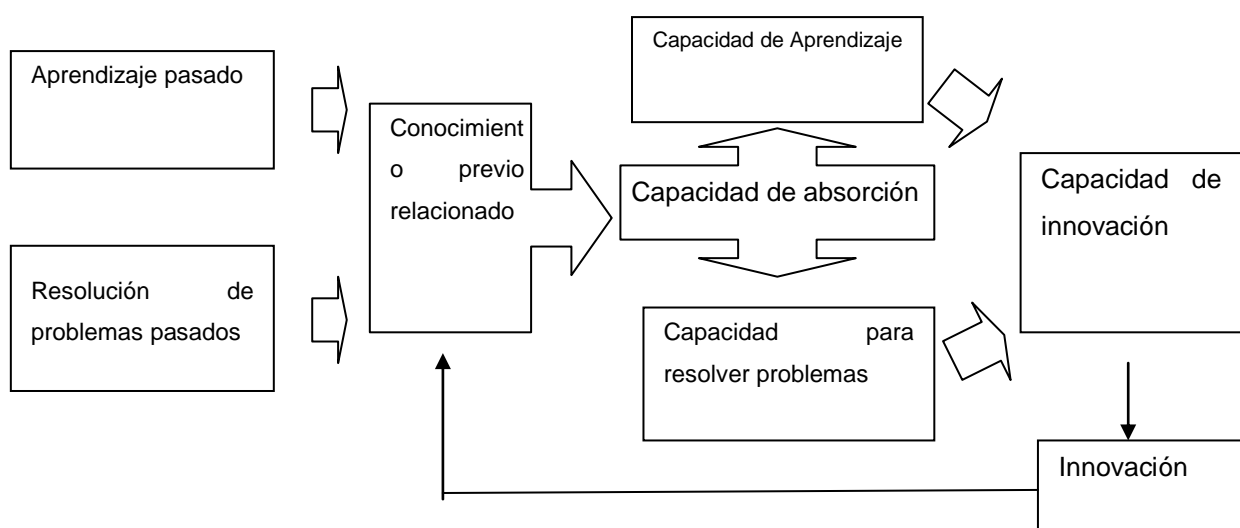 Aprendizaje pasado
Resolución de
problemas pasados
Conocimient
o previo
relacionado
Capacidad de Aprendizaje
Capacidad de absorción
Capacidad para
resolver problemas
Capacidad de
innovación
Innovación